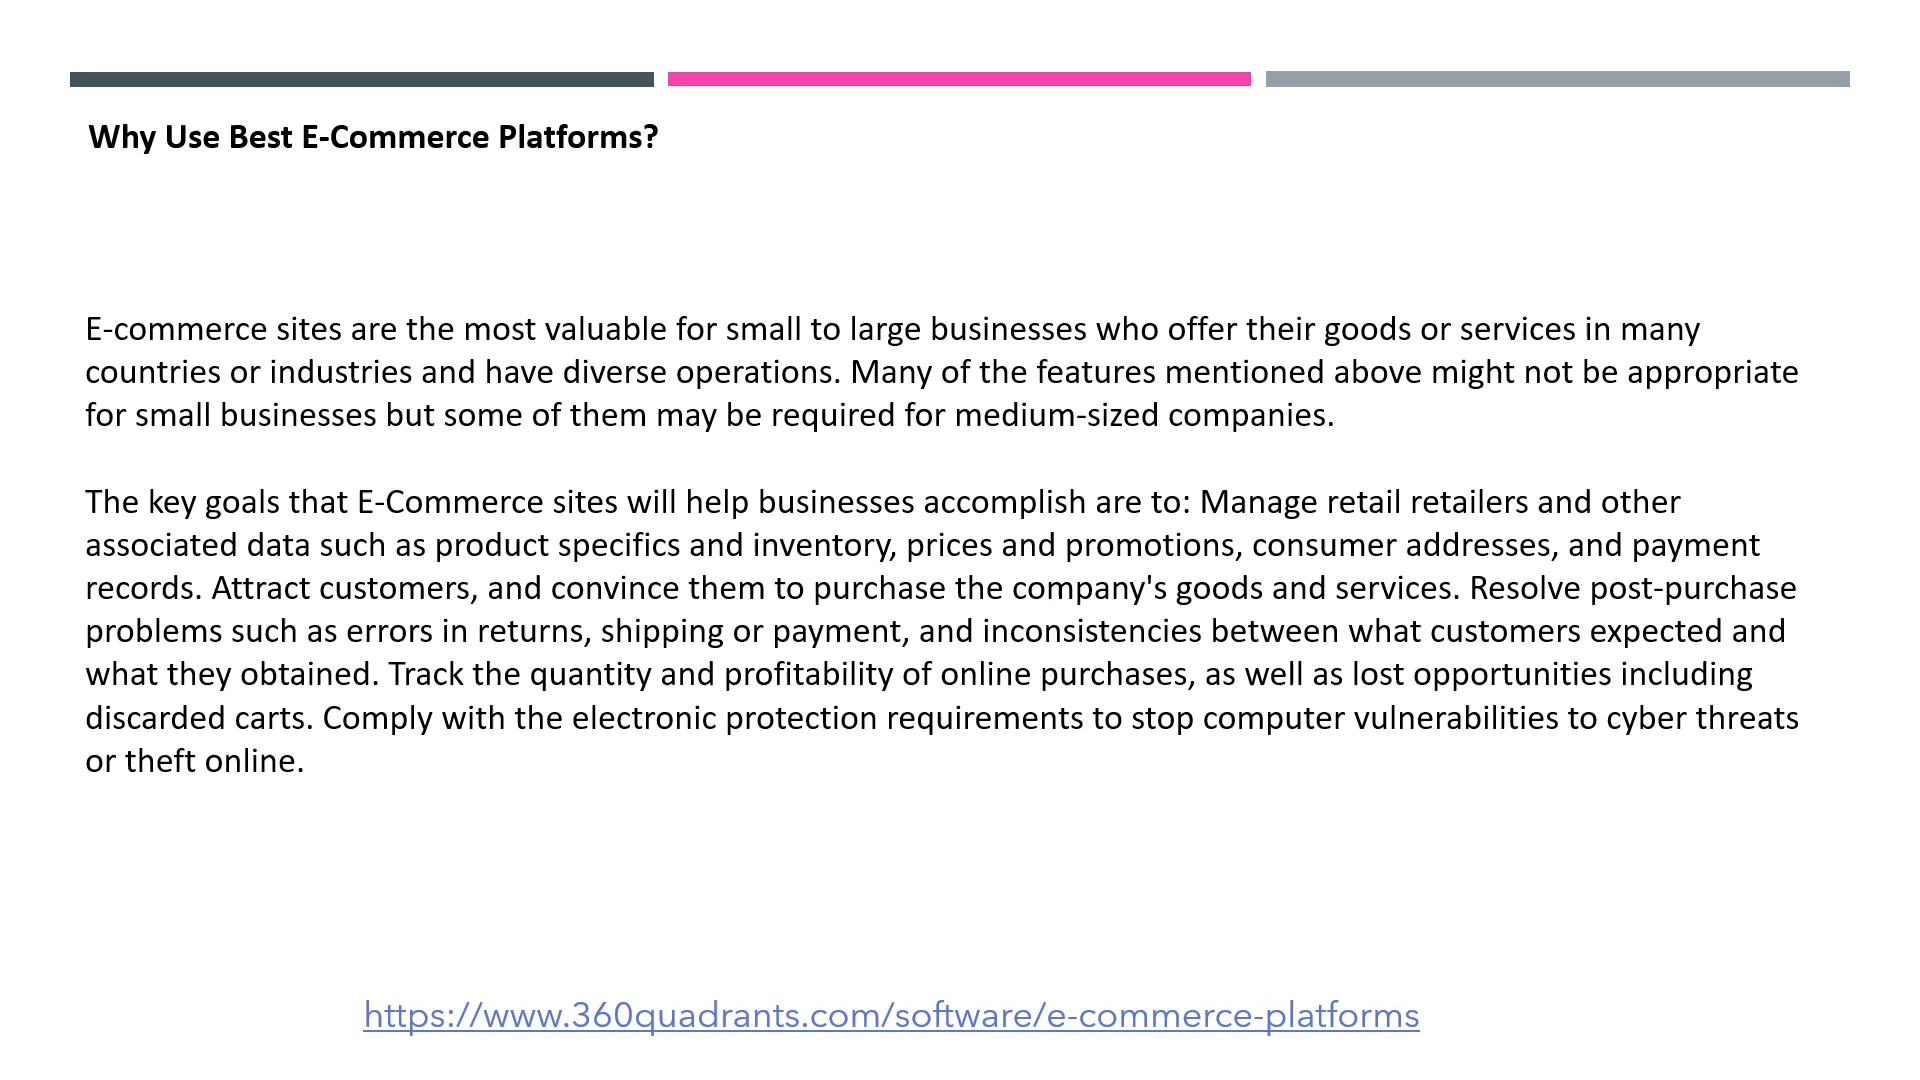 Why Use Best E-Commerce Platforms?
E-commerce sites are the most valuable for small to large businesses who offer their goods or services in many
countries or industries and have diverse operations. Many of the features mentioned above might not be appropriate
for small businesses but some of them may be required for medium-sized companies.
The key goals that E-Commerce sites will help businesses accomplish are to: Manage retail retailers and other
associated data such as product specifics and inventory, prices and promotions, consumer addresses, and payment
records. Attract customers, and convince them to purchase the company's goods and services. Resolve post-purchase
problems such as errors in returns, shipping or payment, and inconsistencies between what customers expected and
what they obtained. Track the quantity and profitability of online purchases, as well as lost opportunities including
discarded carts. Comply with the electronic protection requirements to stop computer vulnerabilities to cyber threats
or theft online.
https://www.360quadrants.com/software/e-commerce-platforms